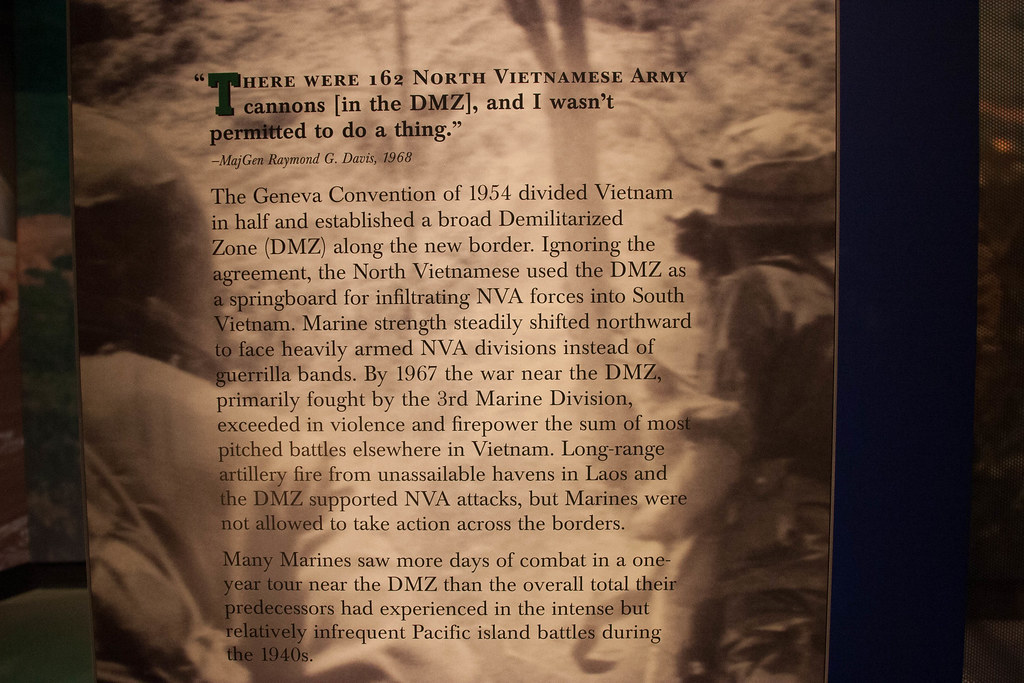 “There were 162 North Vietnamese Army
cannons [in the DMZ], and I wasn’t
permitted to do a thing.”
–MajGen Raymond G. Davis, 1968
The Geneva Convention of 1954 divided Vietnam
in half and established a broad Demilitarized
Zone (DMZ) along the new border. Ignoring the
agreement, the North Vietnamese used the DMZ as
a springboard for infiltrating NVA forces into South
Vietnam. Marine strength steadily shifted northward
to face heavily armed NVA divisions instead of
guerrilla bands. By 1967 the war near the DMZ,
primarily fought by the 3rd Marine Division,
exceeded in violence and firepower the sum of most
pitched battles elsewhere in Vietnam. Long-range
artillery fire from unassailable havens in Laos and
the DMZ supported NVA attacks, but Marines were
not allowed to take action across the borders.
Many Marines saw more days of combat in a one-
year tour near the DMZ than the overall total their
predecessors had experienced in the intense but
relatively infrequent Pacific island battles during
the 1940s.